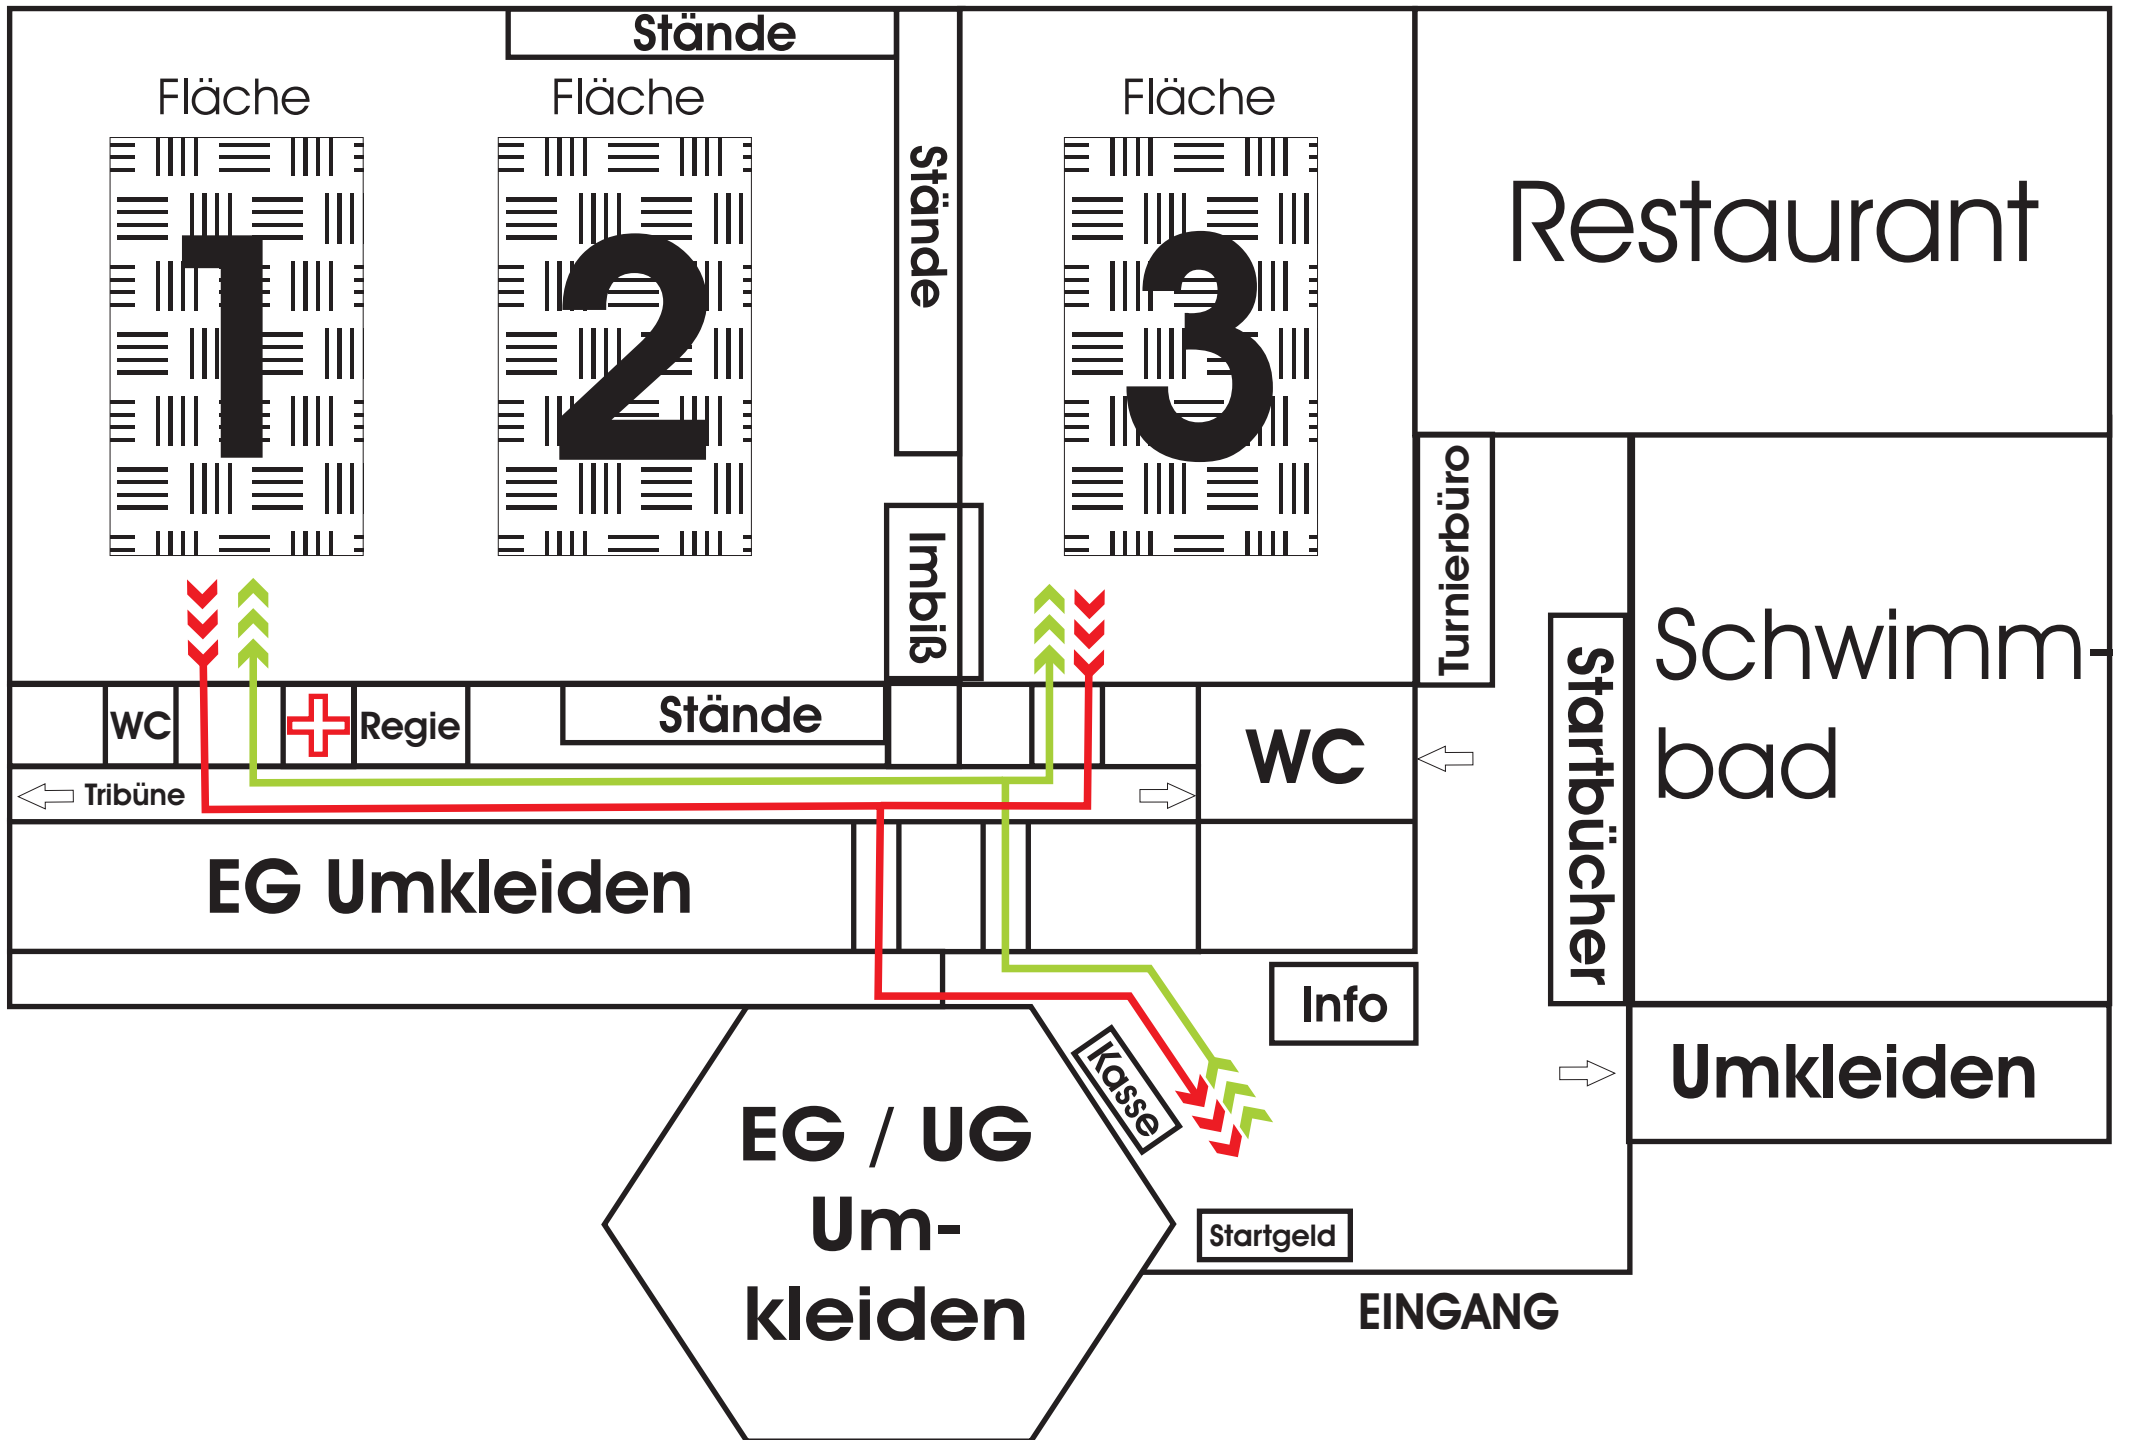 Stände
Fläche
Fläche
Fläche
1
2
3
Stände
Restaurant
Imbiß
Turnierbüro
Startbücher
Schwimm-
bad
WC
Regie
Stände
WC
Tribüne
EG Umkleiden
Info
Kasse
Umkleiden
EG / UG
Um-
kleiden
Startgeld
EINGANG